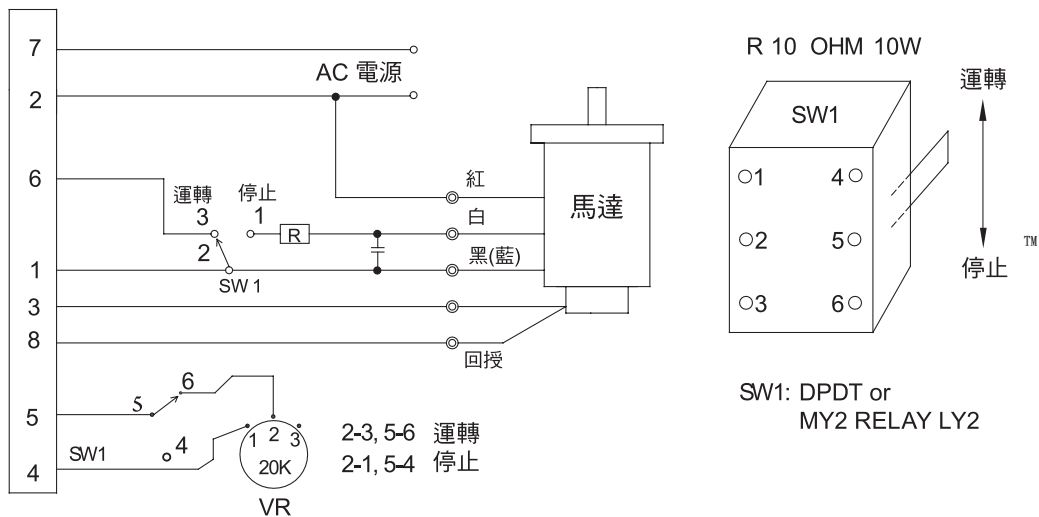 7
2
6
1
3
8
5
4
AC 電源
運轉
3
停止
1
R
2
SW 1
紅
白
黑(藍)
回授
馬達
5
6
SW1
4
1 2 3
20K
VR
2-3, 5-6 運轉
2-1, 5-4 停止
R 10 OHM 10W
SW1
1 4
2 5
3 6
運轉
停止
TM
SW1: DPDT or
MY2 RELAY LY2